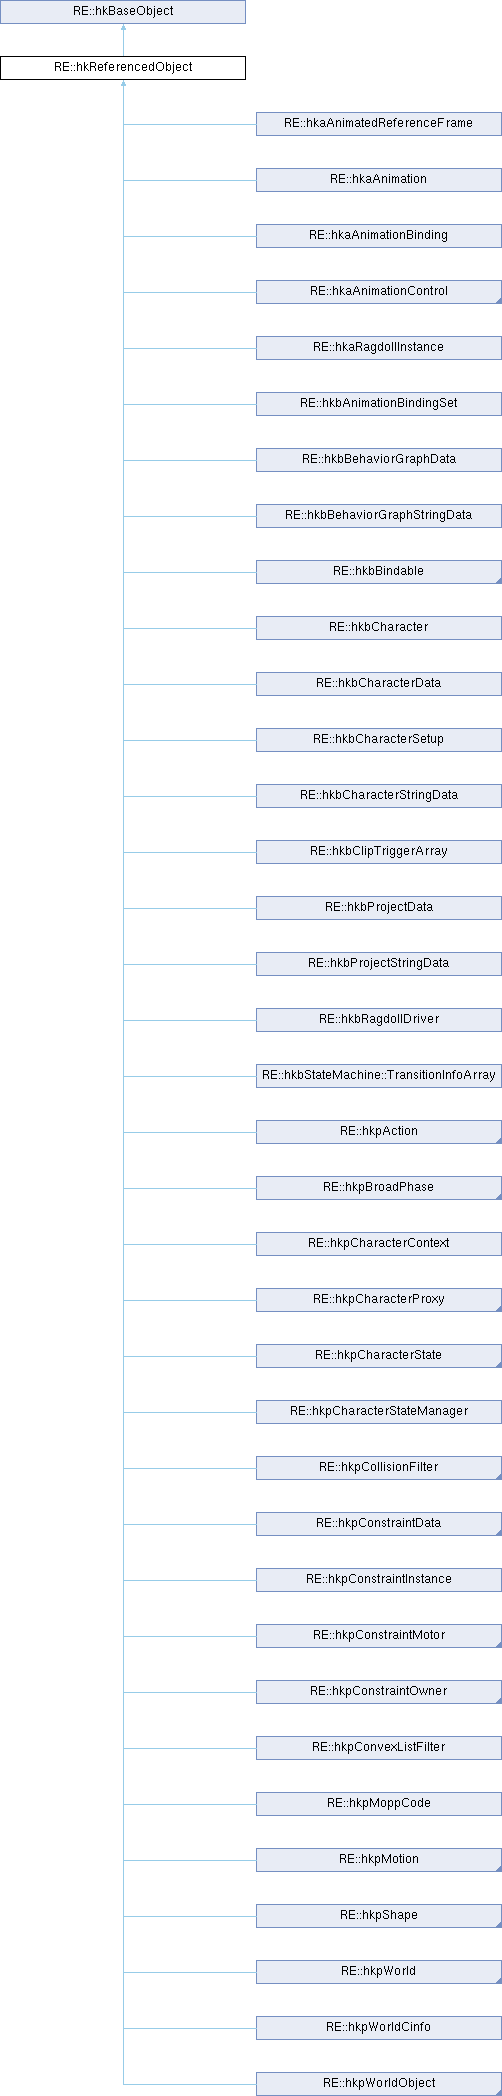 RE::hkBaseObject
RE::hkReferencedObject
RE::hkaAnimatedReferenceFrame
RE::hkaAnimation
RE::hkaAnimationBinding
RE::hkaAnimationControl
RE::hkaRagdollInstance
RE::hkbAnimationBindingSet
RE::hkbBehaviorGraphData
RE::hkbBehaviorGraphStringData
RE::hkbBindable
RE::hkbCharacter
RE::hkbCharacterData
RE::hkbCharacterSetup
RE::hkbCharacterStringData
RE::hkbClipTriggerArray
RE::hkbProjectData
RE::hkbProjectStringData
RE::hkbRagdollDriver
RE::hkbStateMachine::TransitionInfoArray
RE::hkpAction
RE::hkpBroadPhase
RE::hkpCharacterContext
RE::hkpCharacterProxy
RE::hkpCharacterState
RE::hkpCharacterStateManager
RE::hkpCollisionFilter
RE::hkpConstraintData
RE::hkpConstraintInstance
RE::hkpConstraintMotor
RE::hkpConstraintOwner
RE::hkpConvexListFilter
RE::hkpMoppCode
RE::hkpMotion
RE::hkpShape
RE::hkpWorld
RE::hkpWorldCinfo
RE::hkpWorldObject